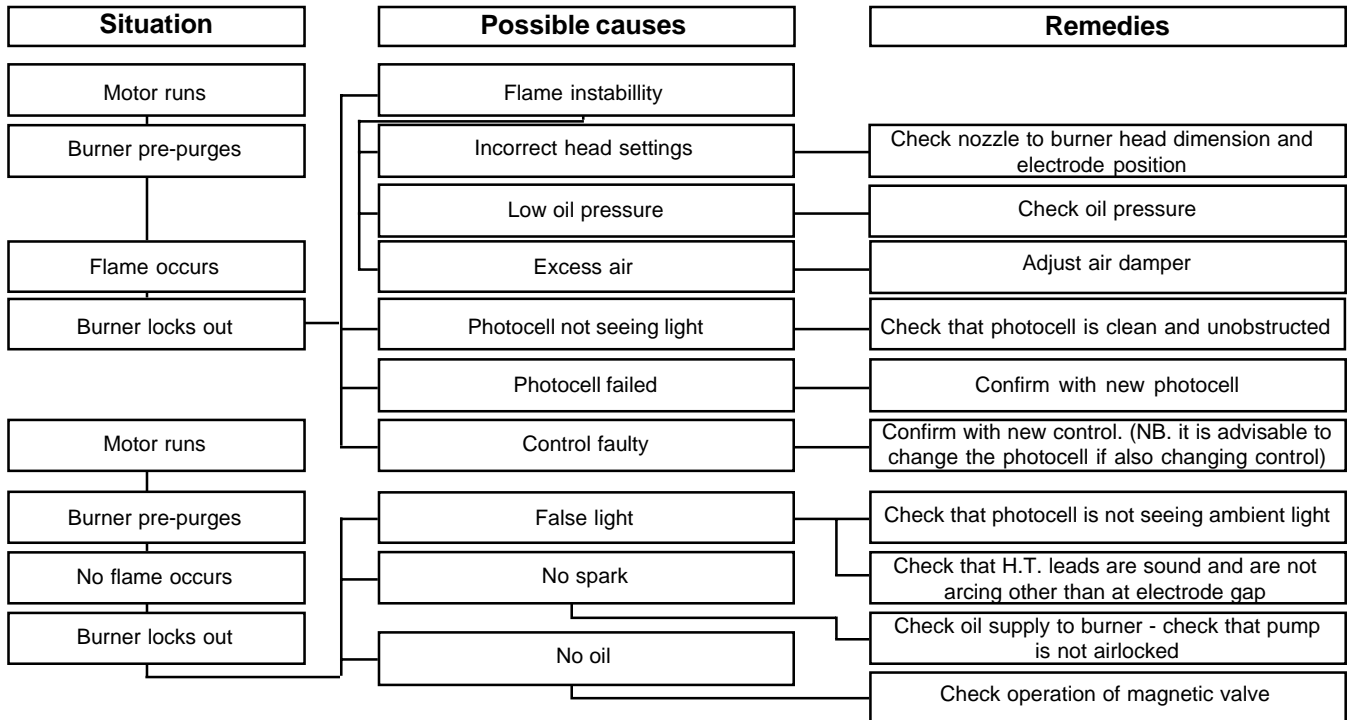 Situation
Possible causes
Remedies
Motor runs
Flame instabillity
Burner pre-purges
Incorrect head settings
Check nozzle to burner head dimension and
electrode position
Low oil pressure
Check oil pressure
Flame occurs
Excess air
Adjust air damper
Burner locks out
Photocell not seeing light
Check that photocell is clean and unobstructed
Photocell failed
Confirm with new photocell
Motor runs
Control faulty
Confirm with new control. (NB. it is advisable to
change the photocell if also changing control)
Burner pre-purges
False light
Check that photocell is not seeing ambient light
No flame occurs
No spark
Check that H.T. leads are sound and are not
arcing other than at electrode gap
Burner locks out
Check oil supply to burner - check that pump
is not airlocked
No oil
Check operation of magnetic valve